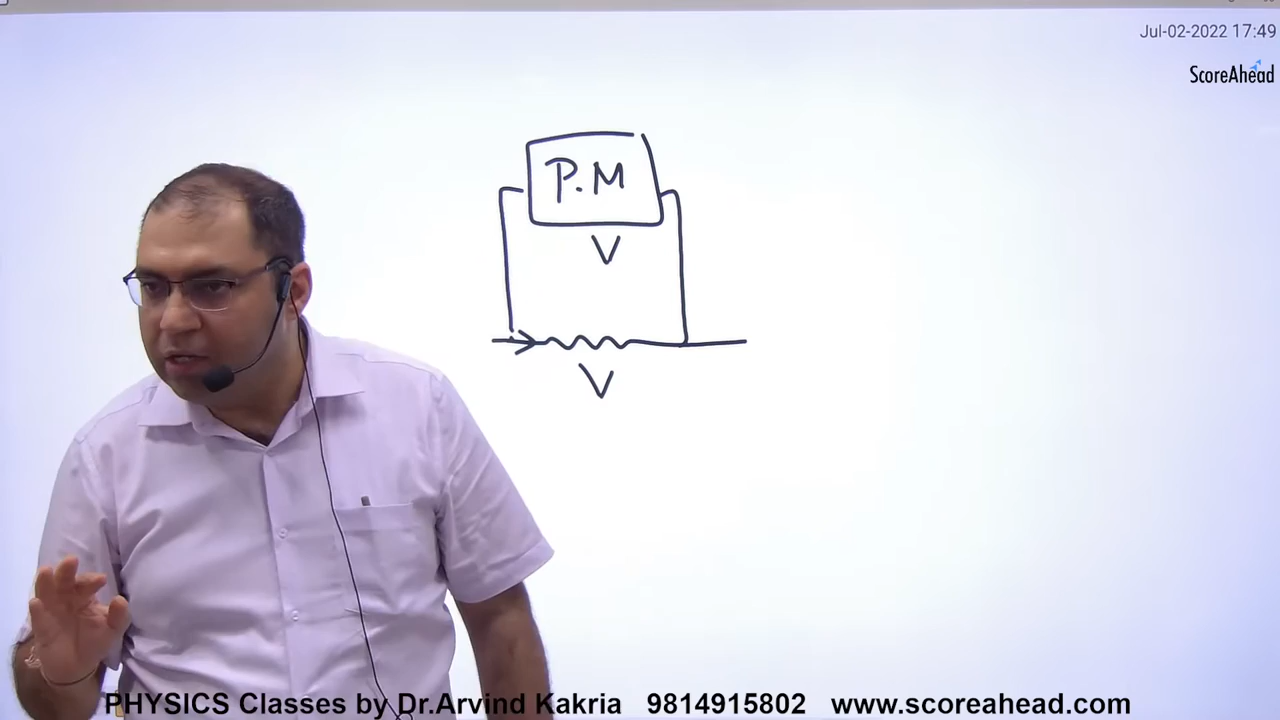 Jul-02-2022 17:49
ScoreAhead
P.M
V
V
PHYSICS Classes by Dr.Arvind Kakria 9814915802 www.scoreahead.com